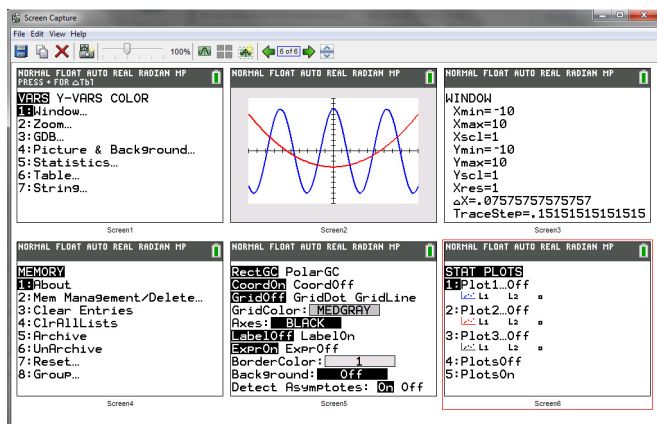 Screen Capture
File Edit View Help
100%
6 of 6
NORMAL FLOAT AUTO REAL RADIAN MP
PRESS + FOR △Tbl
VARS Y-VARS COLOR
1:Window…
2:Zoom…
3:GDB…
4:Picture & Background…
5:Statistics…
6:Table…
7:String…
Screen1
NORMAL FLOAT AUTO REAL RADIAN MP
Screen2
NORMAL FLOAT AUTO REAL RADIAN MP
WINDOW
Xmin=-10
Xmax=10
Xscl=1
Ymin=-10
Ymax=10
Yscl=1
Xres=1
△X=.07575757575757
TraceStep=.15151515151515
Screen3
NORMAL FLOAT AUTO REAL RADIAN MP
MEMORY
1:About
2:Mem Management/Delete…
3:Clear Entries
4:ClrAllLists
5:Archive
6:UnArchive
7:Reset…
8:Group…
Screen4
NORMAL FLOAT AUTO REAL RADIAN MP
RectGC PolarGC
CoordOn CoordOff
GridOff GridDot GridLine
GridColor: MEDGRAY
Axes: BLACK
LabelOff LabelOn
ExprOn ExprOff
BorderColor: 1
Background: Off
Detect Asymptotes: On Off
Screen5
NORMAL FLOAT AUTO REAL RADIAN MP
STAT PLOTS
1:Plot1…Off
L1 L2
2:Plot2…Off
L1 L2
3:Plot3…Off
L1 L2
4:PlotsOff
5:PlotsOn
Screen6